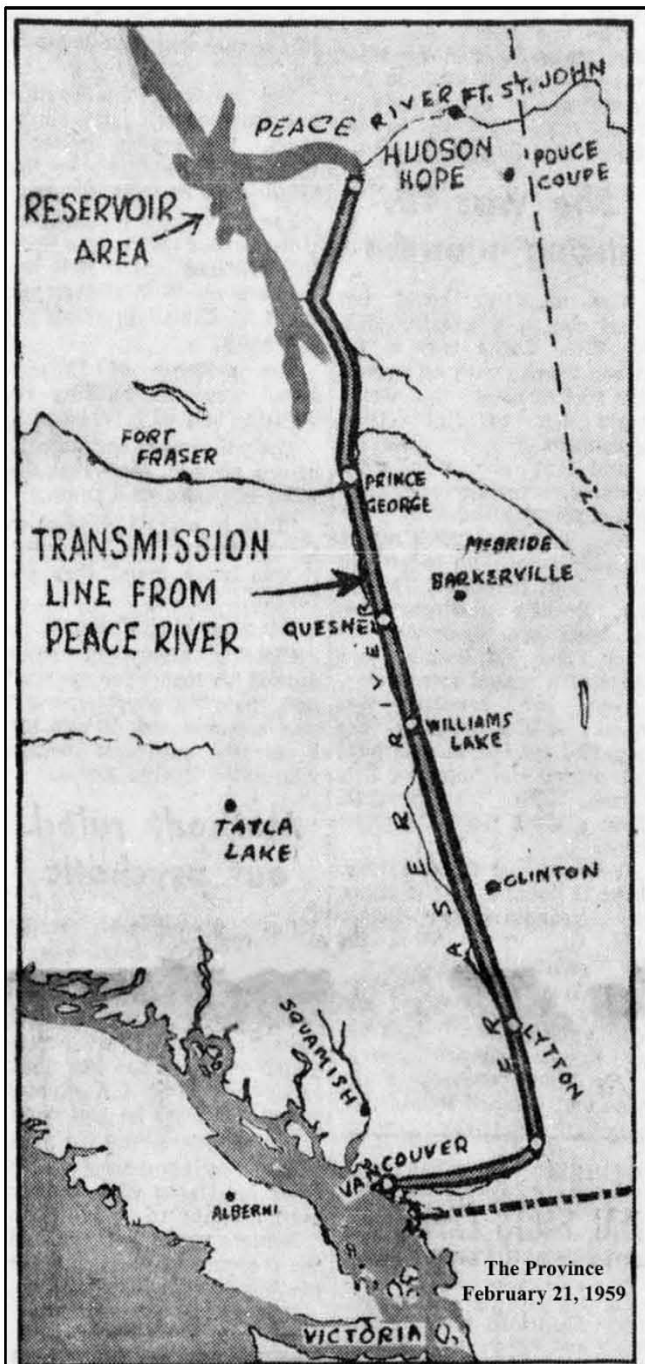 PEACE RIVER
FT. ST. JOHN
HUDSON
HOPE
POUCE
COUPE
RESERVOIR
AREA
FORT
FRASER
PRINCE
GEORGE
TRANSMISSION
LINE FROM
PEACE RIVER
McBRIDE
BARKERVILLE
QUESNEL
WILLIAMS
LAKE
TATLA
LAKE
CLINTON
FRASER RIVER
LYTTON
SQUAMISH
VANCOUVER
ALBERNI
VICTORIA
The Province
February 21, 1959